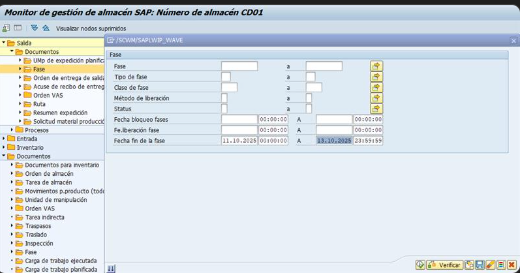 Monitor de gestión de almacén SAP: Número de almacén CD01
Visualizar nodos suprimidos
Salida
Documentos
UMp de expedición planific
Fase
Orden de entrega de salid
Acuse de recibo de entreg
Orden VAS
Ruta
Resumen expedición
Solicitud material producció
Procesos
Entrada
Inventario
Documentos
Documentos para inventario
Orden de almacén
Tarea de almacén
Movimientos p.producto (tod
Unidad de manipulación
Orden VAS
Tarea indirecta
Traspasos
Traslado
Inspección
Fase
Carga de trabajo ejecutada
Carga de trabajo planificada
/SCWM/SAPLWIP_WAVE
Fase
Fase a
Tipo de fase a
Clase de fase a
Método de liberación a
Status a
Fecha bloqueo fases 00:00:00 A 00:00:00
Fe.liberación fase 00:00:00 A 00:00:00
Fecha fin de la fase 11.10.2025 00:00:00 A 13.10.2025 23:59:59
Verificar